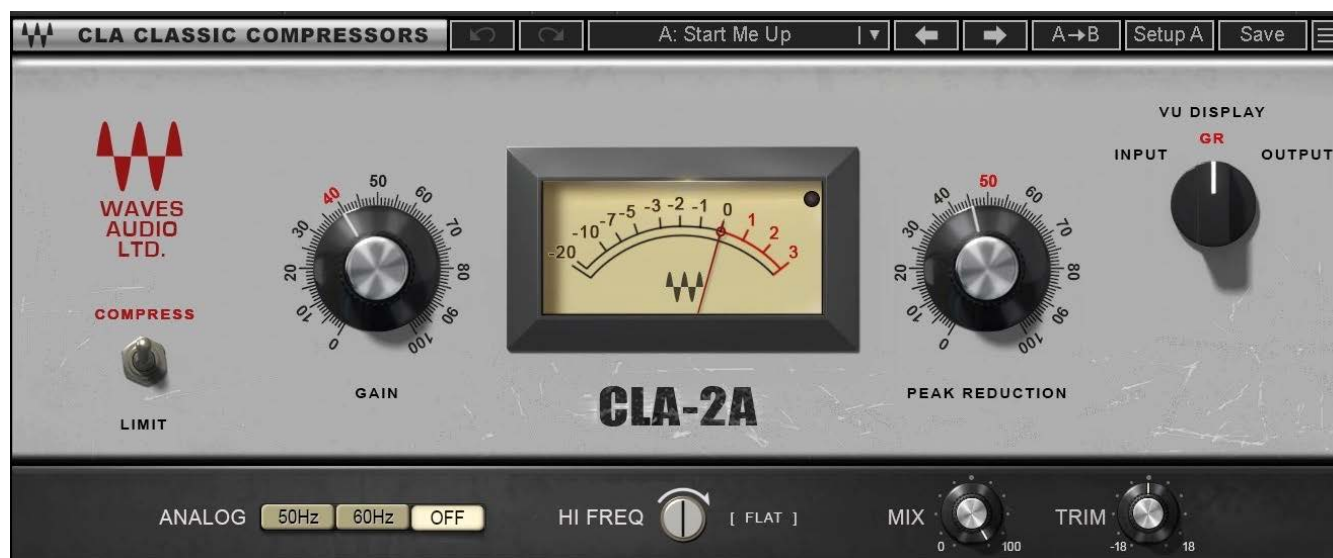 CLA CLASSIC COMPRESSORS A: Start Me Up A→B Setup A Save
VU DISPLAY
INPUT GR OUTPUT
WAVES
AUDIO
LTD.
COMPRESS
LIMIT
0 10 20 30 40 50 60 70 80 90 100
GAIN
-20 -10 -7 -5 -3 -2 -1 0 1 2 3
CLA-2A
0 10 20 30 40 50 60 70 80 90 100
PEAK REDUCTION
ANALOG 50Hz 60Hz OFF HI FREQ [ FLAT ] MIX 0 100 TRIM 0 -18 18